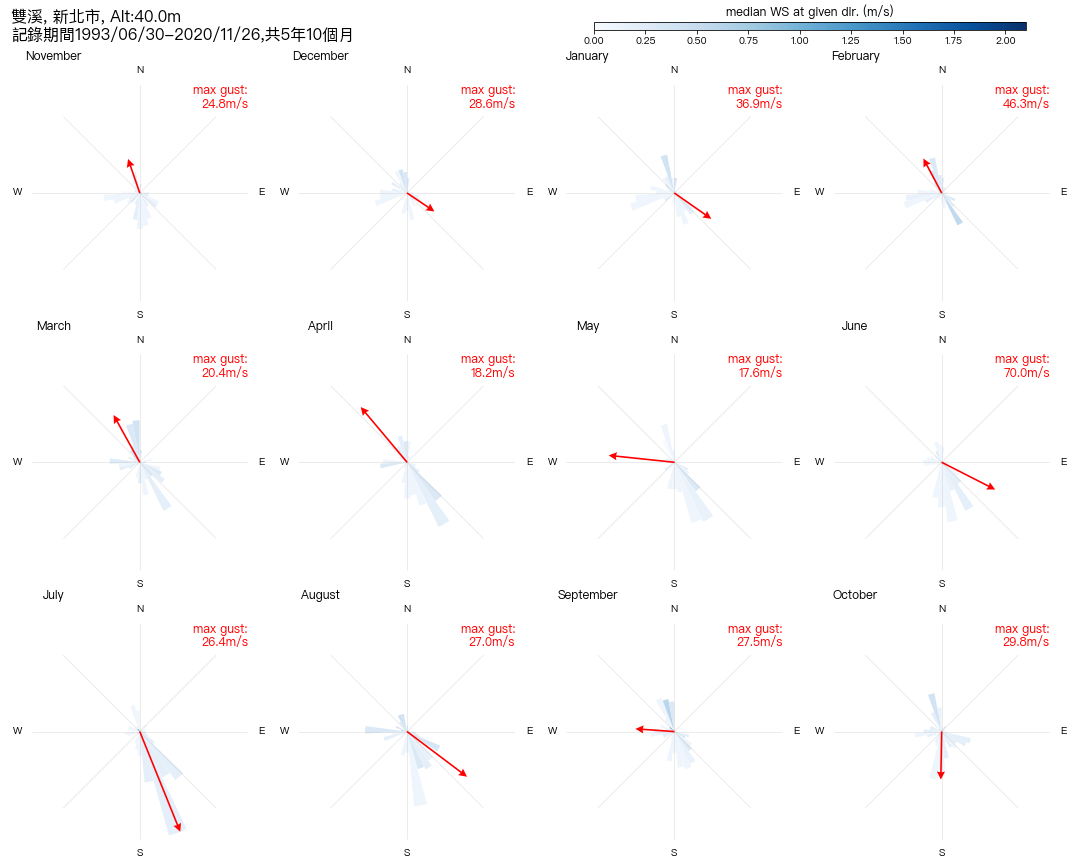 雙溪, 新北市, Alt:40.0m
記錄期間1993/06/30-2020/11/26,共5年10個月
median WS at given dir. (m/s)
0.00 0.25 0.50 0.75 1.00 1.25 1.50 1.75 2.00
November
N
max gust:
24.8m/s
W
E
S
December
N
max gust:
28.6m/s
W
E
S
January
N
max gust:
36.9m/s
W
E
S
February
N
max gust:
46.3m/s
W
E
S
March
N
max gust:
20.4m/s
W
E
S
April
N
max gust:
18.2m/s
W
E
S
May
N
max gust:
17.6m/s
W
E
S
June
N
max gust:
70.0m/s
W
E
S
July
N
max gust:
26.4m/s
W
E
S
August
N
max gust:
27.0m/s
W
E
S
September
N
max gust:
27.5m/s
W
E
S
October
N
max gust:
29.8m/s
W
E
S